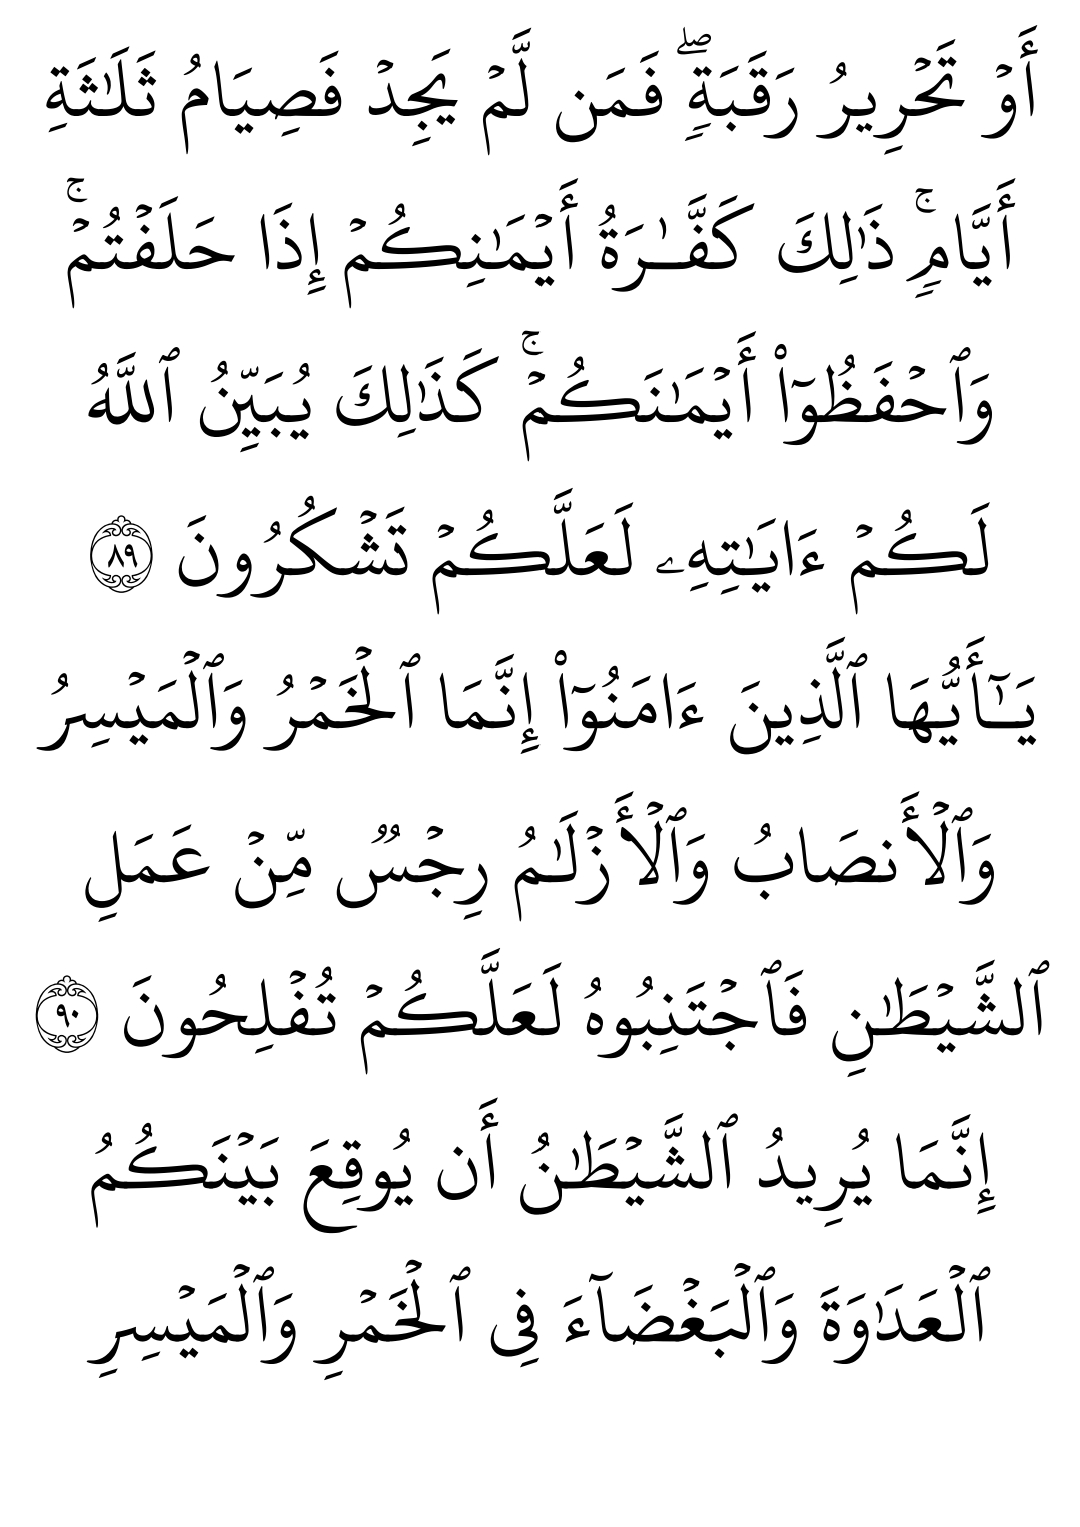 أَوۡ تَحۡرِيرُ رَقَبَةٖۖ فَمَن لَّمۡ يَجِدۡ فَصِيَامُ ثَلَٰثَةِ
أَيَّامٖۚ ذَٰلِكَ كَفَّـٰرَةُ أَيۡمَٰنِكُمۡ إِذَا حَلَفۡتُمۡۚ
وَٱحۡفَظُوٓاْ أَيۡمَٰنَكُمۡۚ كَذَٰلِكَ يُبَيِّنُ ٱللَّهُ
لَكُمۡ ءَايَٰتِهِۦ لَعَلَّكُمۡ تَشۡكُرُونَ ٨٩
يَـٰٓأَيُّهَا ٱلَّذِينَ ءَامَنُوٓاْ إِنَّمَا ٱلۡخَمۡرُ وَٱلۡمَيۡسِرُ
وَٱلۡأَنصَابُ وَٱلۡأَزۡلَٰمُ رِجۡسٞ مِّنۡ عَمَلِ
ٱلشَّيۡطَٰنِ فَٱجۡتَنِبُوهُ لَعَلَّكُمۡ تُفۡلِحُونَ ٩٠
إِنَّمَا يُرِيدُ ٱلشَّيۡطَٰنُ أَن يُوقِعَ بَيۡنَكُمُ
ٱلۡعَدَٰوَةَ وَٱلۡبَغۡضَآءَ فِي ٱلۡخَمۡرِ وَٱلۡمَيۡسِرِ